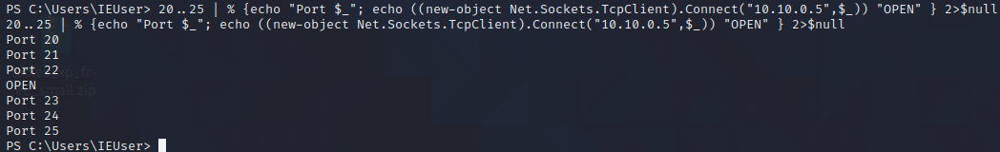 PS C:\Users\IEUser> 20..25 | % {echo "Port $_"; echo ((new-object Net.Sockets.TcpClient).Connect("10.10.0.5",$_)) "OPEN" } 2>$null
20..25 | % {echo "Port $_"; echo ((new-object Net.Sockets.TcpClient).Connect("10.10.0.5",$_)) "OPEN" } 2>$null
Port 20
Port 21
Port 22
OPEN
Port 23
Port 24
Port 25
PS C:\Users\IEUser>